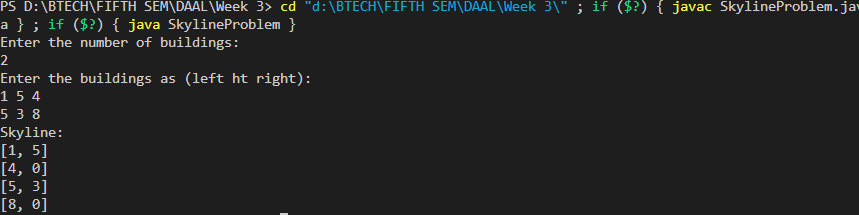 PS D:\BTECH\FIFTH SEM\DAAL\Week 3> cd "d:\BTECH\FIFTH SEM\DAAL\Week 3\" ; if ($?) { javac SkylineProblem.jav
a } ; if ($?) { java SkylineProblem }
Enter the number of buildings:
2
Enter the buildings as (left ht right):
1 5 4
5 3 8
Skyline:
[1, 5]
[4, 0]
[5, 3]
[8, 0]